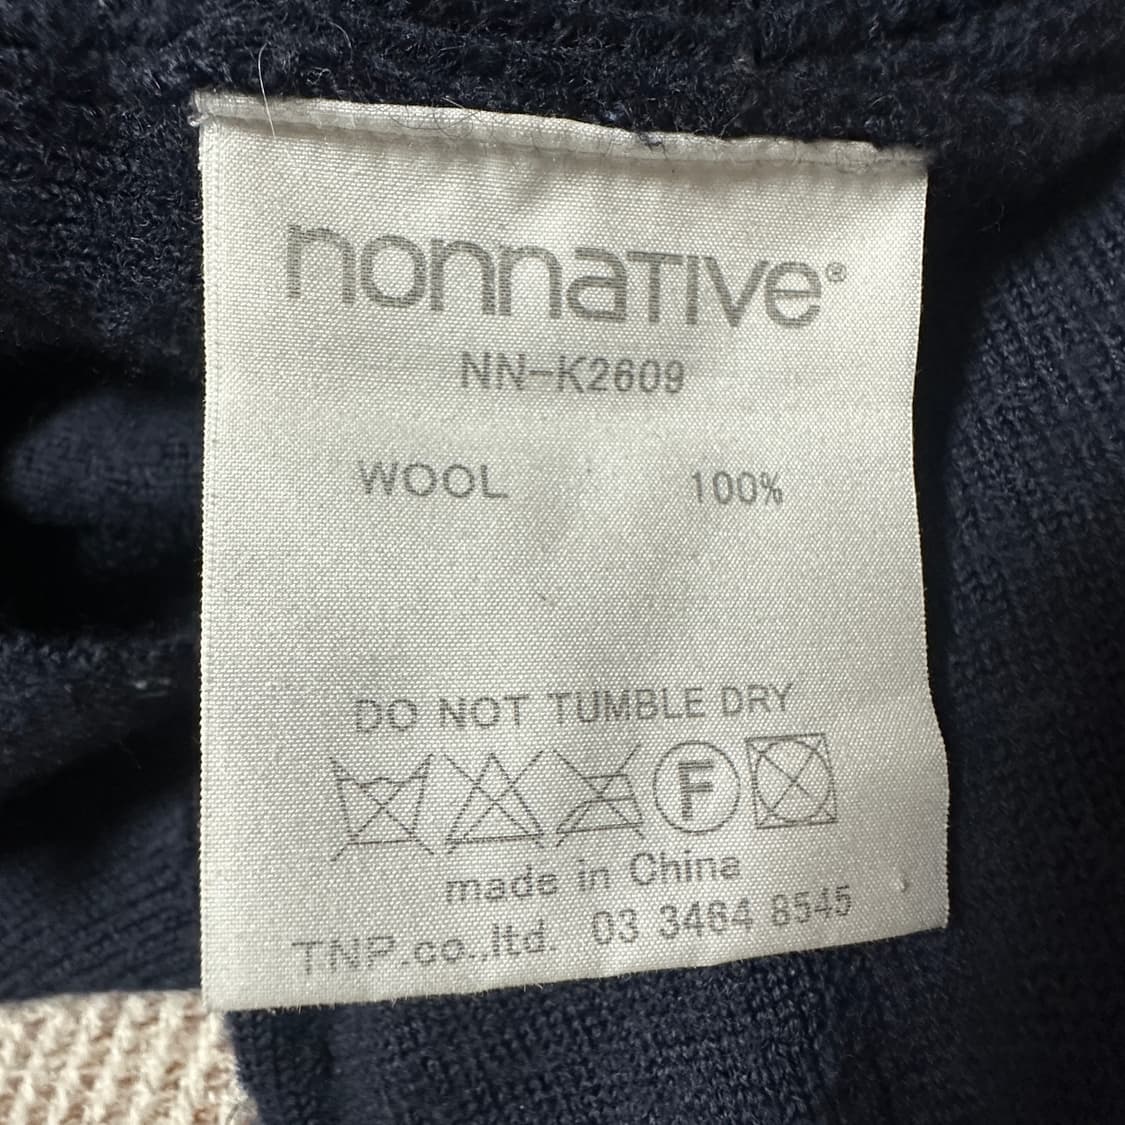 nonnaTIVe®
NN-K2609
WOOL 100%
DO NOT TUMBLE DRY
F
made in China
TNP.co.,ltd. 03 3464 8545